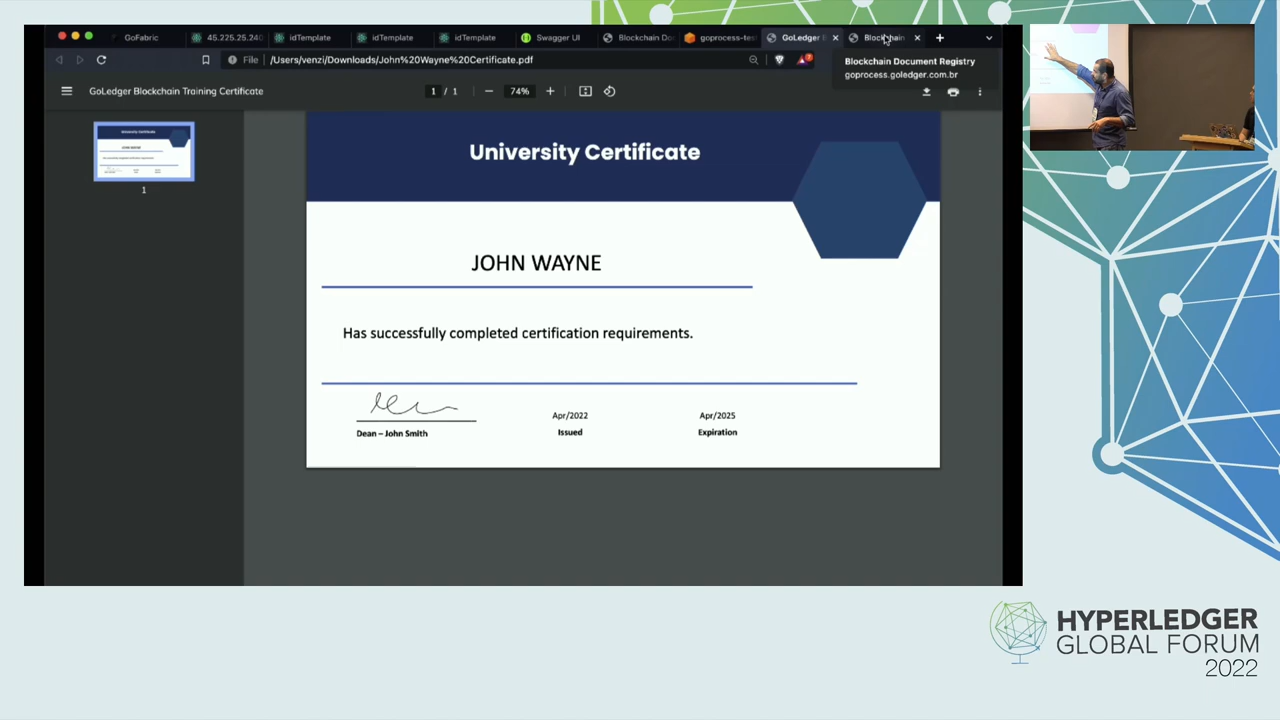 GoFabric
45.225.25.240
idTemplate
idTemplate
idTemplate
Swagger UI
Blockchain Do
goprocess-tes
GoLedger
Blockchain
File
/Users/venzi/Downloads/John%20Wayne%20Certificate.pdf
Blockchain Document Registry
goprocess.goledger.com.br
GoLedger Blockchain Training Certificate
1 / 1
74%
1
University Certificate
JOHN WAYNE
Has successfully completed certification requirements.
Apr/2022
Apr/2025
Dean – John Smith
Issued
Expiration
HYPERLEDGER
GLOBAL FORUM
2022